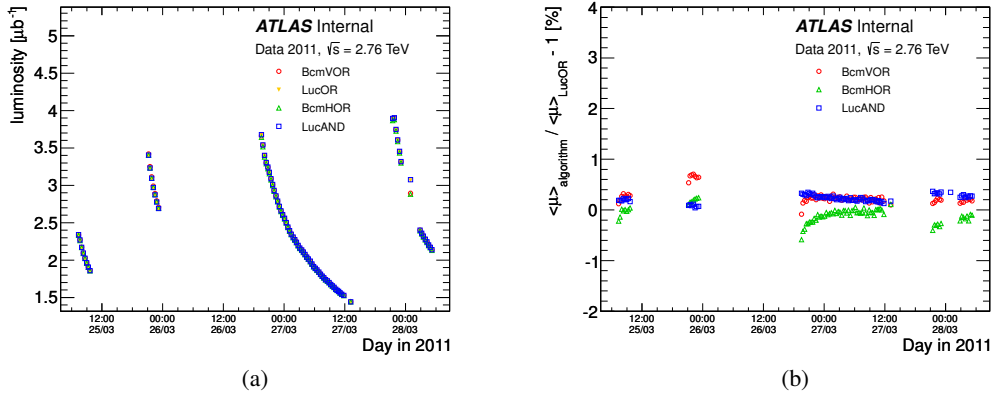 luminosity [μb⁻¹]
5
4.5
4
3.5
3
2.5
2
1.5
ATLAS Internal
Data 2011, √s = 2.76 TeV
BcmVOR
LucOR
BcmHOR
LucAND
12:00 00:00 12:00 00:00 12:00 00:00
25/03 26/03 26/03 27/03 27/03 28/03
Day in 2011
(a)
<μ>algorithm / <μ>LucOR - 1 [%]
4
3
2
1
0
-1
-2
ATLAS Internal
Data 2011, √s = 2.76 TeV
BcmVOR
BcmHOR
LucAND
12:00 00:00 12:00 00:00 12:00 00:00
25/03 26/03 26/03 27/03 27/03 28/03
Day in 2011
(b)